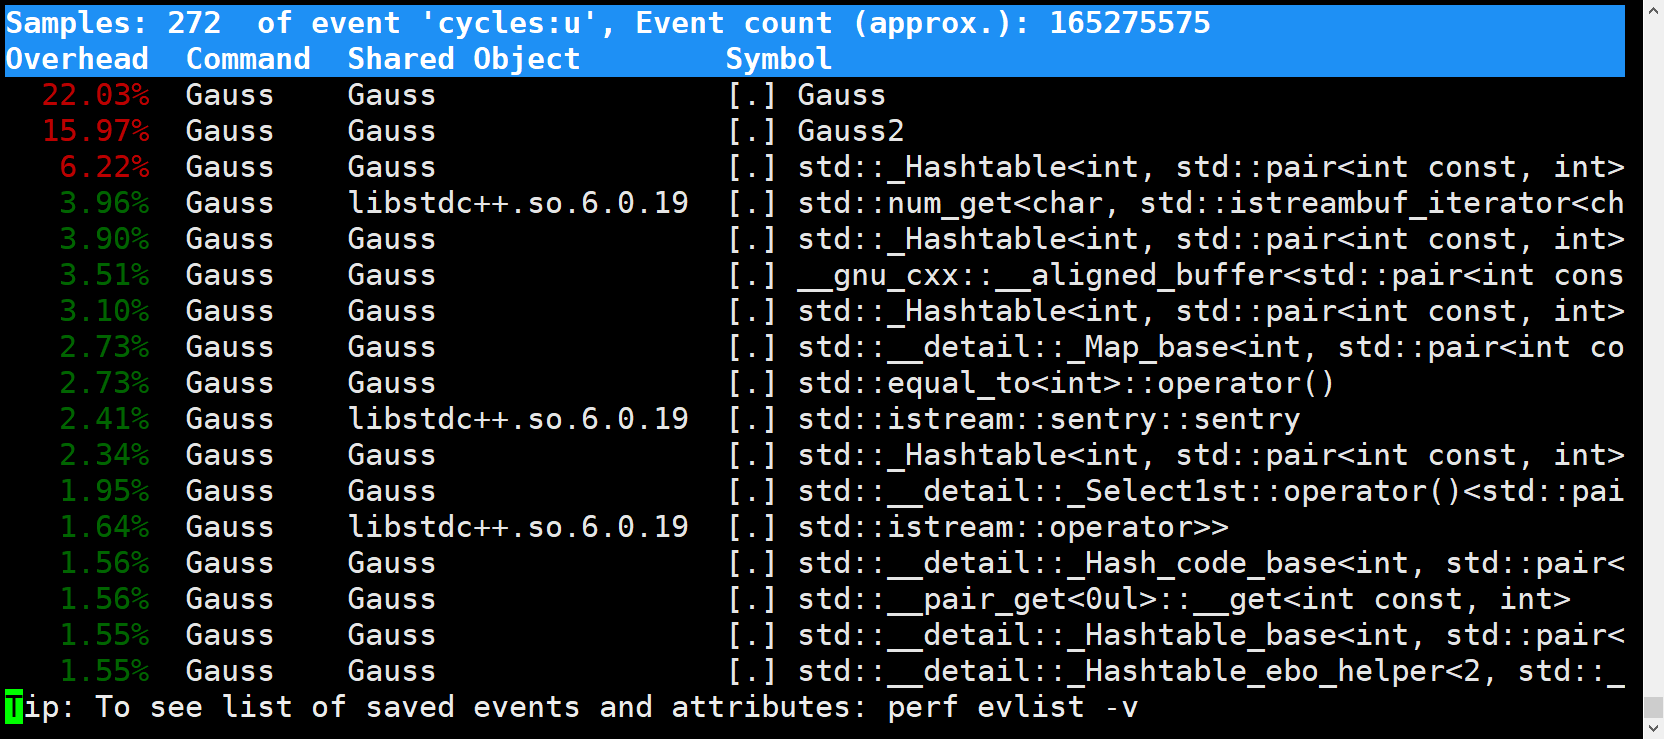 Samples: 272  of event 'cycles:u', Event count (approx.): 165275575
Overhead  Command  Shared Object        Symbol
  22.03%  Gauss    Gauss                [.] Gauss
  15.97%  Gauss    Gauss                [.] Gauss2
   6.22%  Gauss    Gauss                [.] std::_Hashtable<int, std::pair<int const, int>
   3.96%  Gauss    libstdc++.so.6.0.19  [.] std::num_get<char, std::istreambuf_iterator<ch
   3.90%  Gauss    Gauss                [.] std::_Hashtable<int, std::pair<int const, int>
   3.51%  Gauss    Gauss                [.] __gnu_cxx::__aligned_buffer<std::pair<int cons
   3.10%  Gauss    Gauss                [.] std::_Hashtable<int, std::pair<int const, int>
   2.73%  Gauss    Gauss                [.] std::__detail::_Map_base<int, std::pair<int co
   2.73%  Gauss    Gauss                [.] std::equal_to<int>::operator()
   2.41%  Gauss    libstdc++.so.6.0.19  [.] std::istream::sentry::sentry
   2.34%  Gauss    Gauss                [.] std::_Hashtable<int, std::pair<int const, int>
   1.95%  Gauss    Gauss                [.] std::__detail::_Select1st::operator()<std::pai
   1.64%  Gauss    libstdc++.so.6.0.19  [.] std::istream::operator>>
   1.56%  Gauss    Gauss                [.] std::__detail::_Hash_code_base<int, std::pair<
   1.56%  Gauss    Gauss                [.] std::__pair_get<0ul>::__get<int const, int>
   1.55%  Gauss    Gauss                [.] std::__detail::_Hashtable_base<int, std::pair<
   1.55%  Gauss    Gauss                [.] std::__detail::_Hashtable_ebo_helper<2, std::_
Tip: To see list of saved events and attributes: perf evlist -v